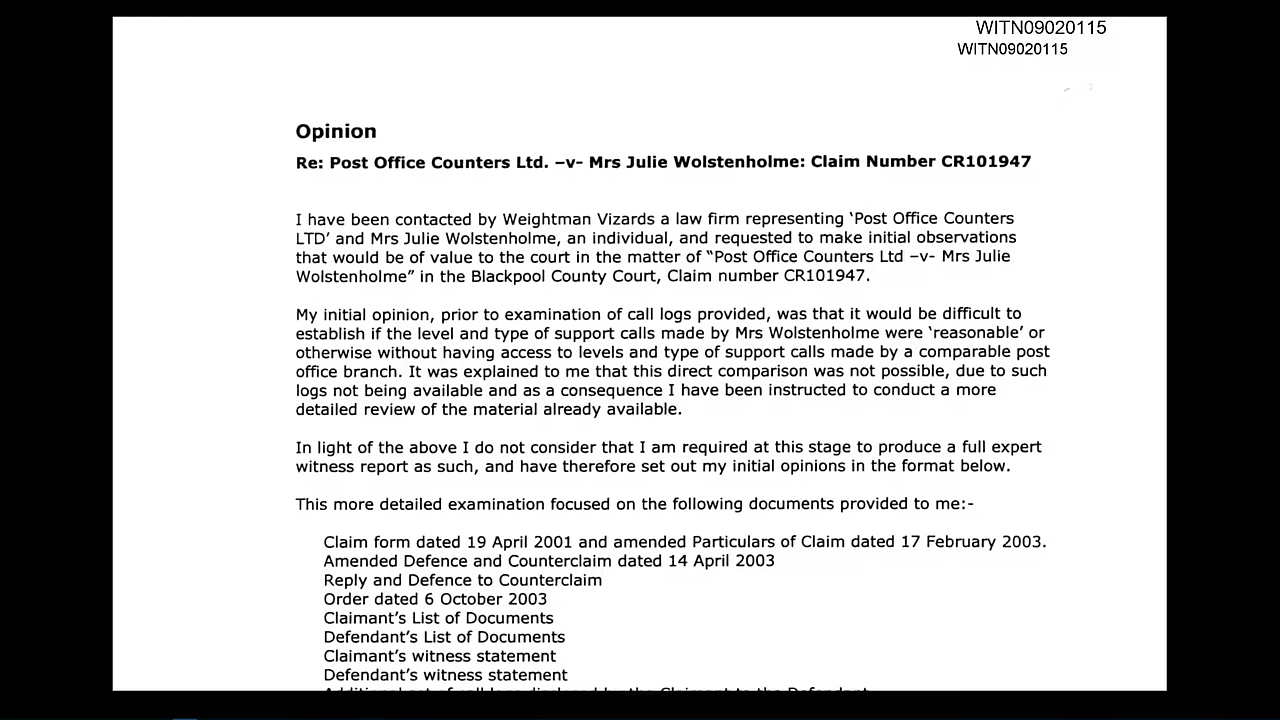 WITN09020115
WITN09020115
Opinion
Re: Post Office Counters Ltd. –v- Mrs Julie Wolstenholme: Claim Number CR101947
I have been contacted by Weightman Vizards a law firm representing ‘Post Office Counters
LTD’ and Mrs Julie Wolstenholme, an individual, and requested to make initial observations
that would be of value to the court in the matter of “Post Office Counters Ltd –v- Mrs Julie
Wolstenholme” in the Blackpool County Court, Claim number CR101947.
My initial opinion, prior to examination of call logs provided, was that it would be difficult to
establish if the level and type of support calls made by Mrs Wolstenholme were ‘reasonable’ or
otherwise without having access to levels and type of support calls made by a comparable post
office branch. It was explained to me that this direct comparison was not possible, due to such
logs not being available and as a consequence I have been instructed to conduct a more
detailed review of the material already available.
In light of the above I do not consider that I am required at this stage to produce a full expert
witness report as such, and have therefore set out my initial opinions in the format below.
This more detailed examination focused on the following documents provided to me:-
Claim form dated 19 April 2001 and amended Particulars of Claim dated 17 February 2003.
Amended Defence and Counterclaim dated 14 April 2003
Reply and Defence to Counterclaim
Order dated 6 October 2003
Claimant’s List of Documents
Defendant’s List of Documents
Claimant’s witness statement
Defendant’s witness statement
Additional set of call logs disclosed by the Claimant to the Defendant